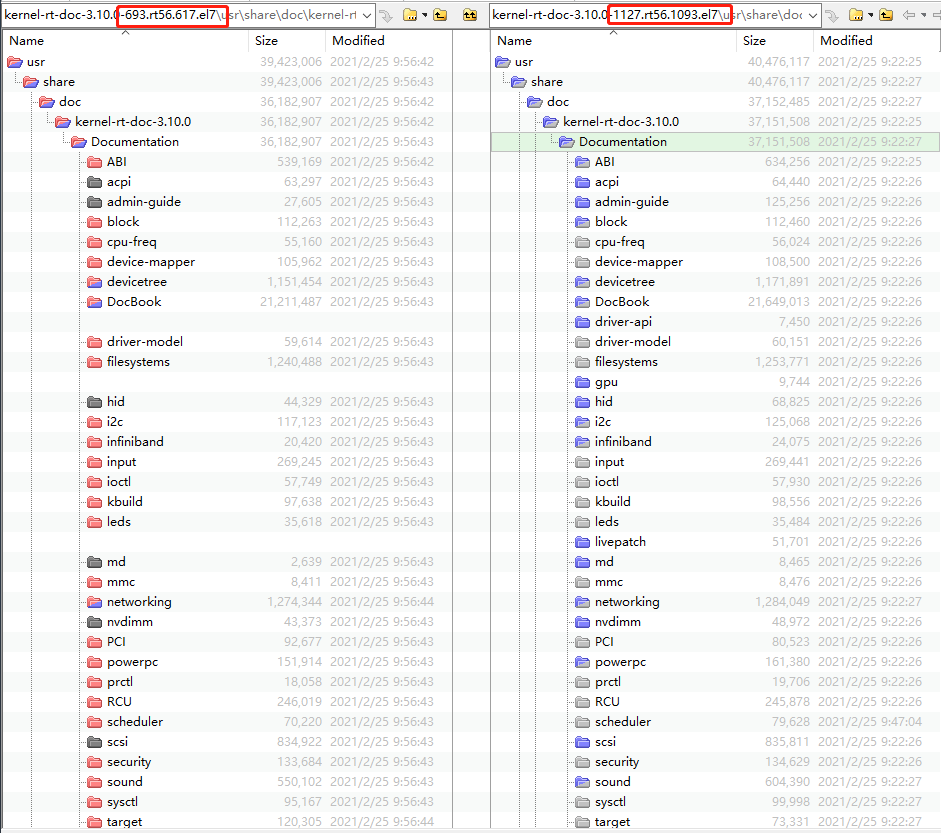 kernel-rt-doc-3.10.0-693.rt56.617.el7\usr\share\doc\kernel-rt kernel-rt-doc-3.10.0-1127.rt56.1093.el7\usr\share\doc
Name Size Modified Name Size Modified
usr 39,423,006 2021/2/25 9:56:42 usr 40,476,117 2021/2/25 9:22:25
share 39,423,006 2021/2/25 9:56:42 share 40,476,117 2021/2/25 9:22:27
doc 36,182,907 2021/2/25 9:56:42 doc 37,152,485 2021/2/25 9:22:27
kernel-rt-doc-3.10.0 36,182,907 2021/2/25 9:56:42 kernel-rt-doc-3.10.0 37,151,508 2021/2/25 9:22:25
Documentation 36,182,907 2021/2/25 9:56:43 Documentation 37,151,508 2021/2/25 9:22:27
ABI 539,169 2021/2/25 9:56:42 ABI 634,256 2021/2/25 9:22:25
acpi 63,297 2021/2/25 9:56:43 acpi 64,440 2021/2/25 9:22:26
admin-guide 27,605 2021/2/25 9:56:43 admin-guide 125,256 2021/2/25 9:22:26
block 112,263 2021/2/25 9:56:43 block 112,460 2021/2/25 9:22:26
cpu-freq 55,160 2021/2/25 9:56:43 cpu-freq 56,024 2021/2/25 9:22:26
device-mapper 105,962 2021/2/25 9:56:43 device-mapper 108,500 2021/2/25 9:22:26
devicetree 1,151,454 2021/2/25 9:56:43 devicetree 1,171,891 2021/2/25 9:22:26
DocBook 21,211,487 2021/2/25 9:56:43 DocBook 21,649,013 2021/2/25 9:22:26
driver-api 7,450 2021/2/25 9:22:26
driver-model 59,614 2021/2/25 9:56:43 driver-model 60,151 2021/2/25 9:22:26
filesystems 1,240,488 2021/2/25 9:56:43 filesystems 1,253,771 2021/2/25 9:22:26
gpu 9,744 2021/2/25 9:22:26
hid 44,329 2021/2/25 9:56:43 hid 68,825 2021/2/25 9:22:26
i2c 117,123 2021/2/25 9:56:43 i2c 125,068 2021/2/25 9:22:26
infiniband 20,420 2021/2/25 9:56:43 infiniband 24,075 2021/2/25 9:22:26
input 269,245 2021/2/25 9:56:43 input 269,441 2021/2/25 9:22:26
ioctl 57,749 2021/2/25 9:56:43 ioctl 57,930 2021/2/25 9:22:26
kbuild 97,638 2021/2/25 9:56:43 kbuild 98,556 2021/2/25 9:22:26
leds 35,618 2021/2/25 9:56:43 leds 35,484 2021/2/25 9:22:26
livepatch 51,701 2021/2/25 9:22:26
md 2,639 2021/2/25 9:56:43 md 8,465 2021/2/25 9:22:26
mmc 8,411 2021/2/25 9:56:43 mmc 8,476 2021/2/25 9:22:26
networking 1,274,344 2021/2/25 9:56:44 networking 1,284,049 2021/2/25 9:22:27
nvdimm 43,373 2021/2/25 9:56:43 nvdimm 48,972 2021/2/25 9:22:26
PCI 92,677 2021/2/25 9:56:43 PCI 80,523 2021/2/25 9:22:26
powerpc 151,914 2021/2/25 9:56:43 powerpc 161,380 2021/2/25 9:22:26
prctl 18,058 2021/2/25 9:56:43 prctl 19,706 2021/2/25 9:22:26
RCU 246,019 2021/2/25 9:56:43 RCU 245,878 2021/2/25 9:22:26
scheduler 70,220 2021/2/25 9:56:43 scheduler 79,628 2021/2/25 9:47:04
scsi 834,922 2021/2/25 9:56:43 scsi 835,811 2021/2/25 9:22:26
security 133,684 2021/2/25 9:56:43 security 134,629 2021/2/25 9:22:26
sound 550,102 2021/2/25 9:56:43 sound 604,390 2021/2/25 9:22:27
sysctl 95,167 2021/2/25 9:56:43 sysctl 99,998 2021/2/25 9:22:27
target 120,305 2021/2/25 9:56:44 target 73,331 2021/2/25 9:22:27